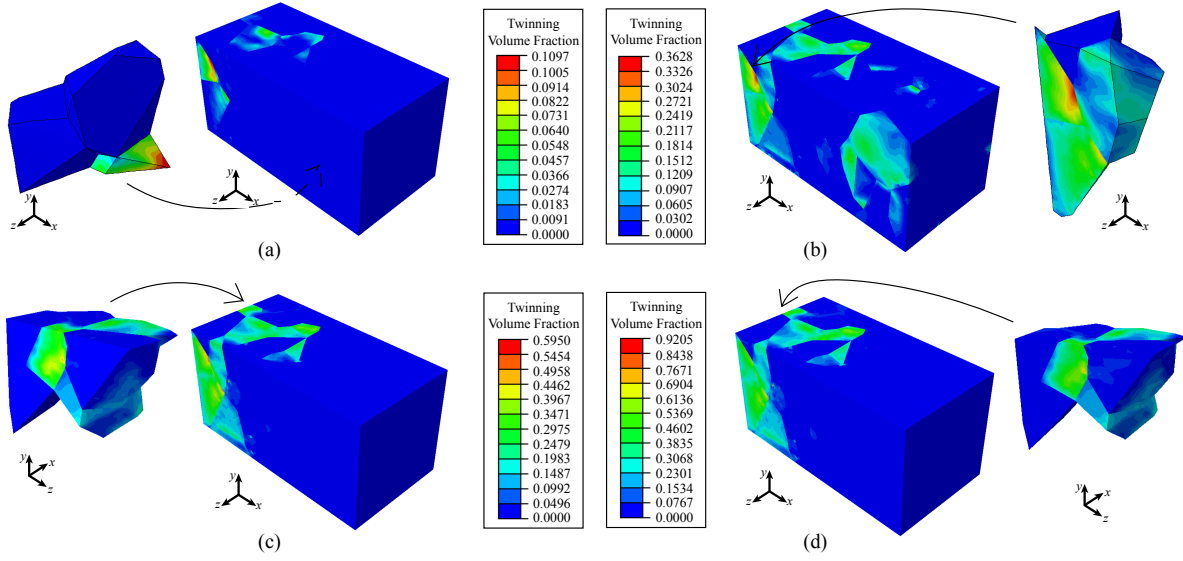 Twinning
Volume Fraction
0.1097
0.1005
0.0914
0.0822
0.0731
0.0640
0.0548
0.0457
0.0366
0.0274
0.0183
0.0091
0.0000
Twinning
Volume Fraction
0.3628
0.3326
0.3024
0.2721
0.2419
0.2117
0.1814
0.1512
0.1209
0.0907
0.0605
0.0302
0.0000
y
z
x
y
z
x
y
z
x
y
z
x
(a)
(b)
Twinning
Volume Fraction
0.5950
0.5454
0.4958
0.4462
0.3967
0.3471
0.2975
0.2479
0.1983
0.1487
0.0992
0.0496
0.0000
Twinning
Volume Fraction
0.9205
0.8438
0.7671
0.6904
0.6136
0.5369
0.4602
0.3835
0.3068
0.2301
0.1534
0.0767
0.0000
y
x
z
y
z
x
y
z
x
y
x
z
(c)
(d)